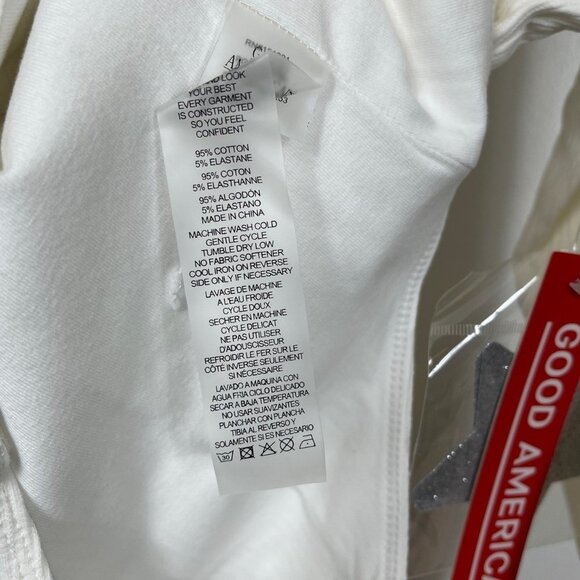 AND LOOK
YOUR BEST
EVERY GARMENT
IS CONSTRUCTED
SO YOU FEEL
CONFIDENT
95% COTTON
5% ELASTANE
95% COTON
5% ELASTHANNE
95% ALGODÓN
5% ELASTANO
MADE IN CHINA
MACHINE WASH COLD
GENTLE CYCLE
TUMBLE DRY LOW
NO FABRIC SOFTENER
COOL IRON ON REVERSE
SIDE ONLY IF NECESSARY
LAVAGE DE MACHINE
A L'EAU FROIDE
CYCLE DOUX
SECHER EN MACHINE
CYCLE DELICAT
NE PAS UTILISER
D'ADOUSCISSEUR
REFROIDIR LE FER SUR LE
CÔTÉ INVERSE SEULEMENT
SI NÉCESSAIRE
LAVADO A MAQUINA CON
AGUA FRIA CICLO DELICADO
SECAR A BAJA TEMPERATURA
NO USAR SUAVIZANTES
PLANCHAR CON PLANCHA
TIBIA AL REVERSO Y
SOLAMENTE SI ES NECESARIO
30
GOOD AMERIC